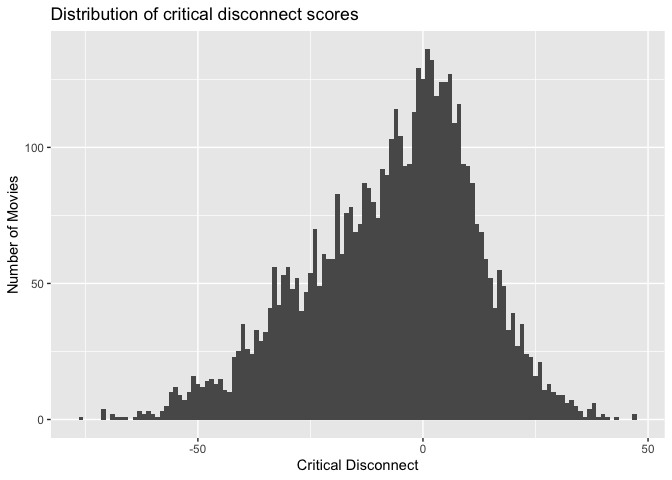 Distribution of critical disconnect scores
Number of Movies
100
50
0
-50
0
50
Critical Disconnect